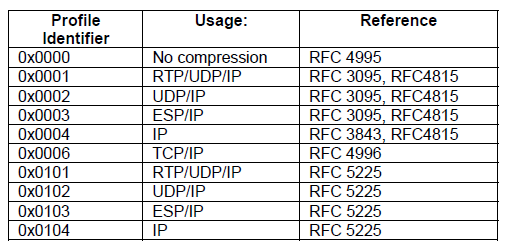 Profile Identifier Usage: Reference
0x0000 No compression RFC 4995
0x0001 RTP/UDP/IP RFC 3095, RFC4815
0x0002 UDP/IP RFC 3095, RFC4815
0x0003 ESP/IP RFC 3095, RFC4815
0x0004 IP RFC 3843, RFC4815
0x0006 TCP/IP RFC 4996
0x0101 RTP/UDP/IP RFC 5225
0x0102 UDP/IP RFC 5225
0x0103 ESP/IP RFC 5225
0x0104 IP RFC 5225